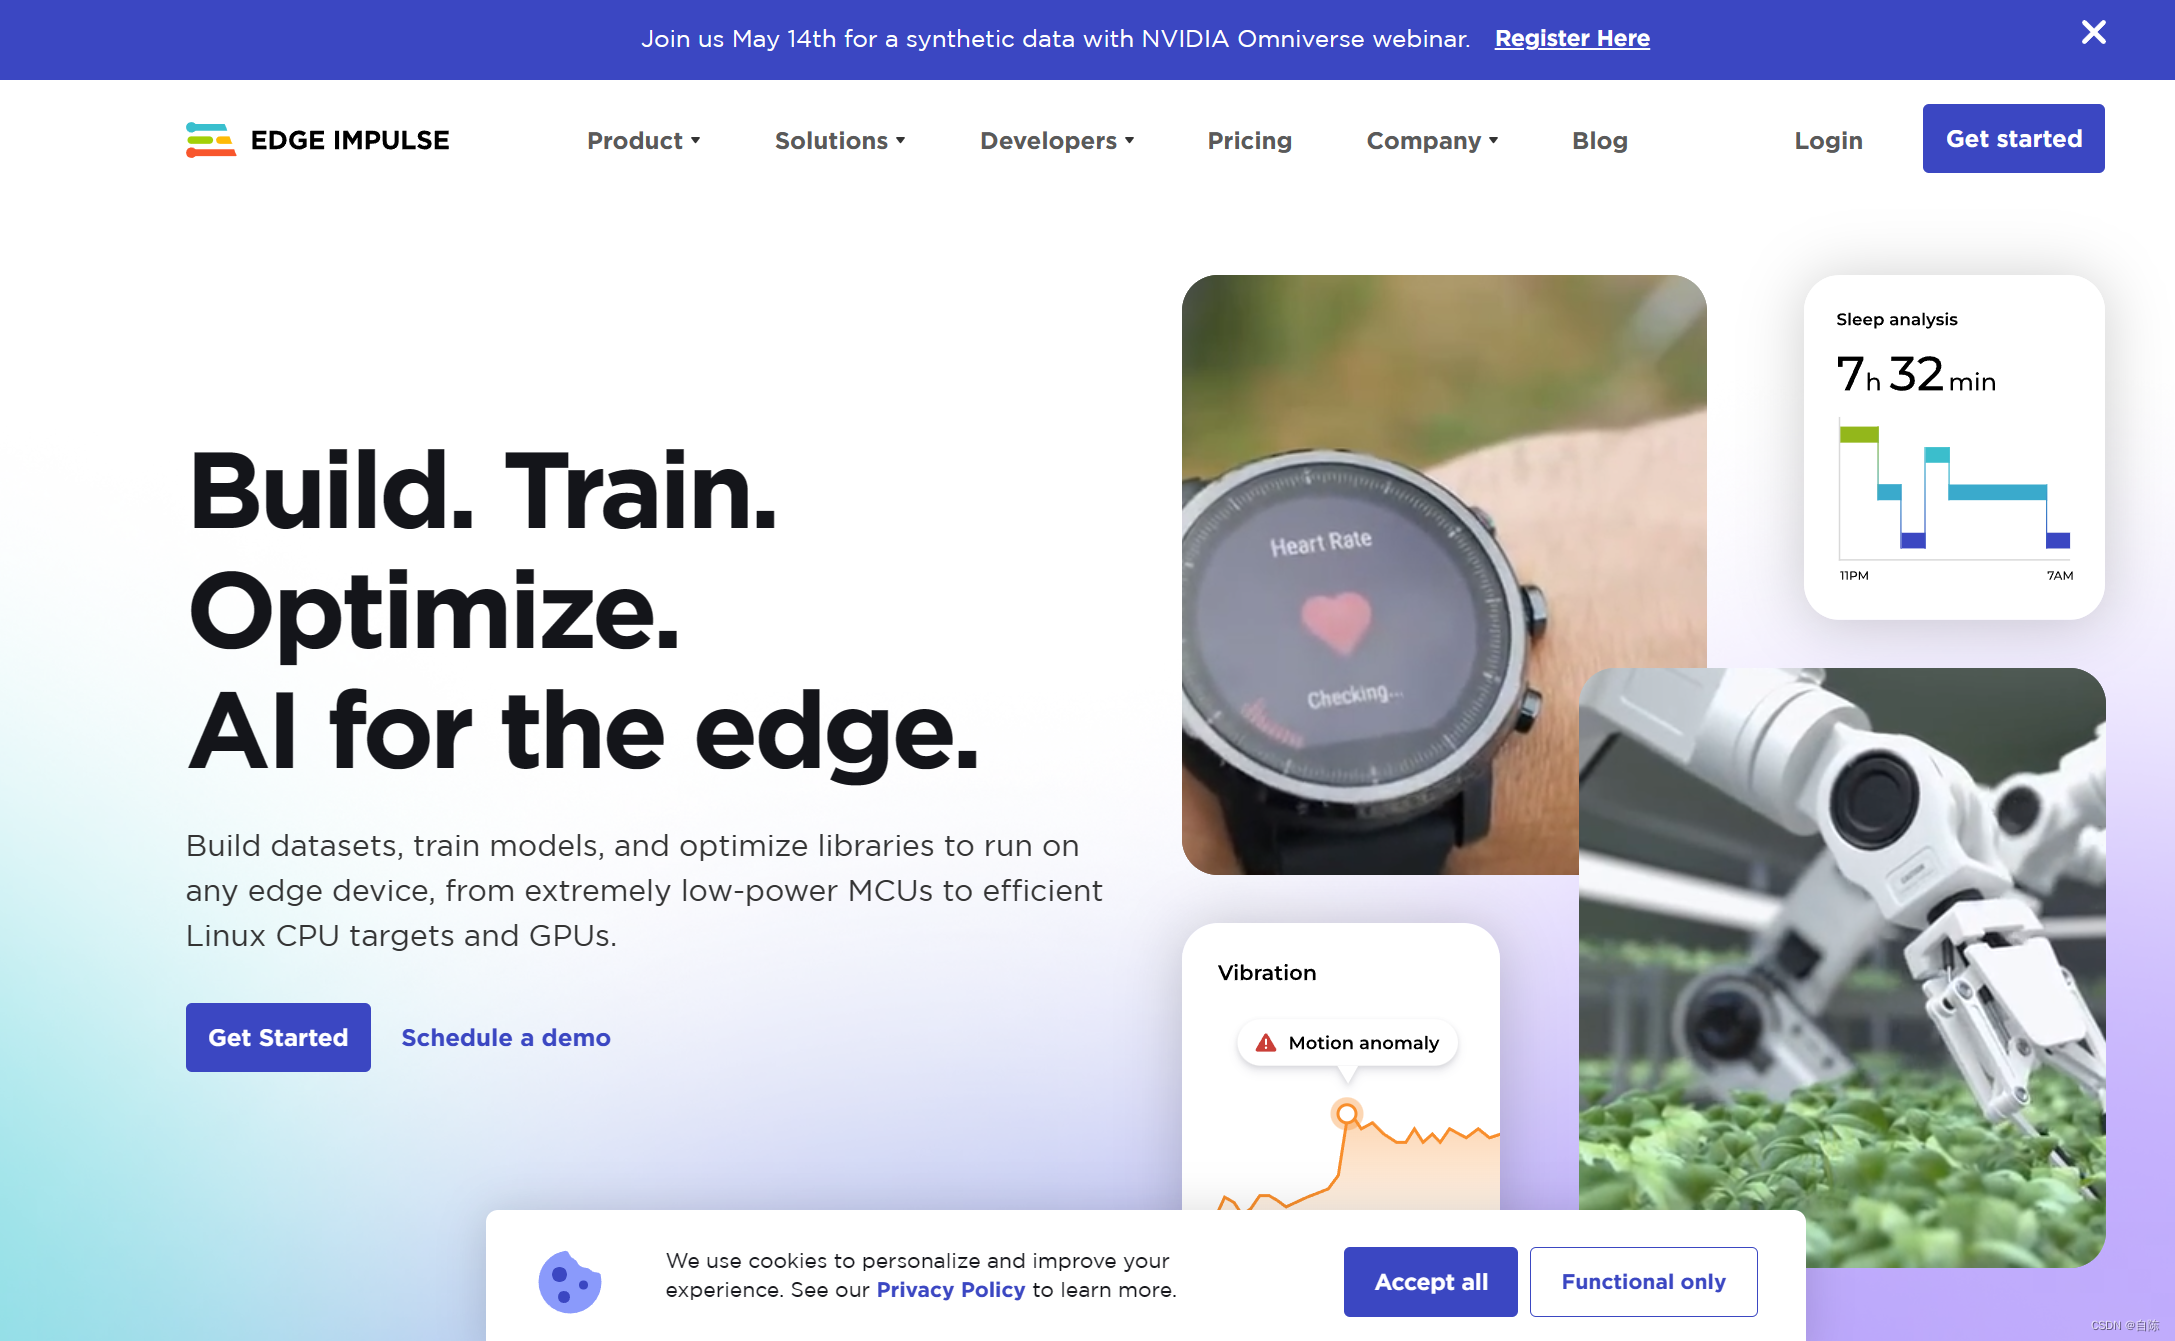 Join us May 14th for a synthetic data with NVIDIA Omniverse webinar. Register Here
EDGE IMPULSE
Product
Solutions
Developers
Pricing
Company
Blog
Login
Get started
Build. Train.
Optimize.
AI for the edge.
Build datasets, train models, and optimize libraries to run on
any edge device, from extremely low-power MCUs to efficient
Linux CPU targets and GPUs.
Get Started
Schedule a demo
Heart Rate
Checking...
Sleep analysis
7h 32min
11PM
7AM
Vibration
Motion anomaly
We use cookies to personalize and improve your
experience. See our Privacy Policy to learn more.
Accept all
Functional only
CSDN @自陈